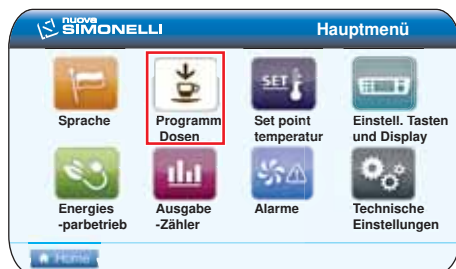 nuova
SIMONELLI
Hauptmenü
Sprache
Programm
Dosen
SET
Set point
temperatur
Einstell. Tasten
und Display
Energies
-parbetrieb
Ausgabe
-Zähler
Alarme
Technische
Einstellungen
Home